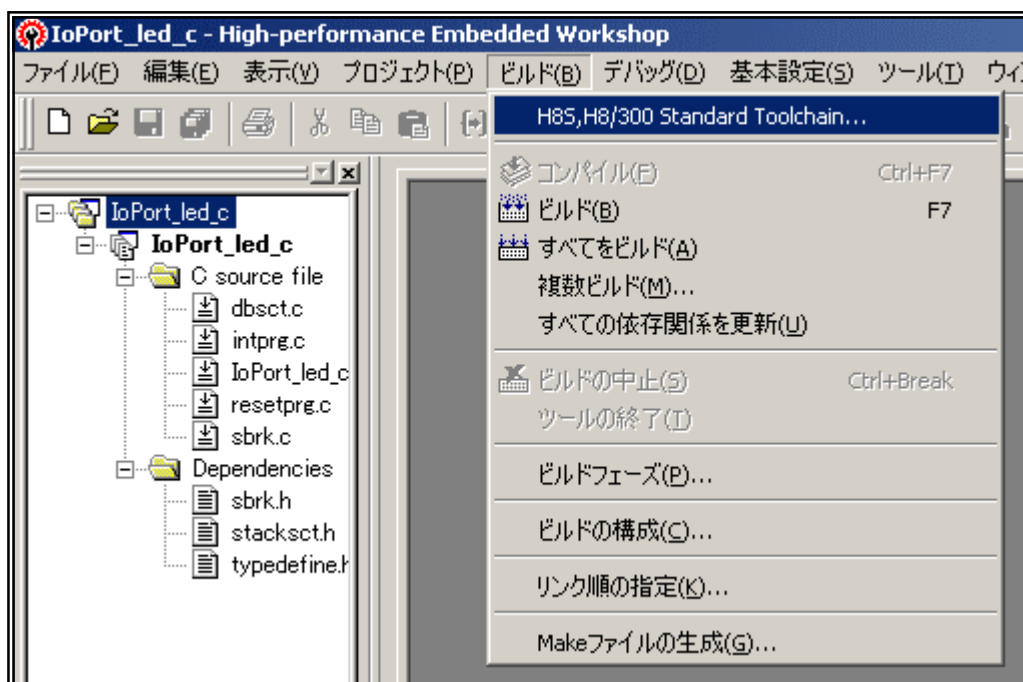 IoPort_led_c - High-performance Embedded Workshop
ファイル(F) 編集(E) 表示(V) プロジェクト(P) ビルド(B) デバッグ(D) 基本設定(S) ツール(T)
H8S,H8/300 Standard Toolchain...
コンパイル(F) Ctrl+F7
ビルド(B) F7
すべてをビルド(A)
複数ビルド(M)...
すべての依存関係を更新(U)
ビルドの中止(S) Ctrl+Break
ツールの終了(T)
ビルドフェーズ(P)...
ビルドの構成(C)...
リンク順の指定(K)...
Makeファイルの生成(G)...
IoPort_led_c
IoPort_led_c
C source file
dbsct.c
intprg.c
IoPort_led_c
resetprg.c
sbrk.c
Dependencies
sbrk.h
stacksct.h
typedefine.h